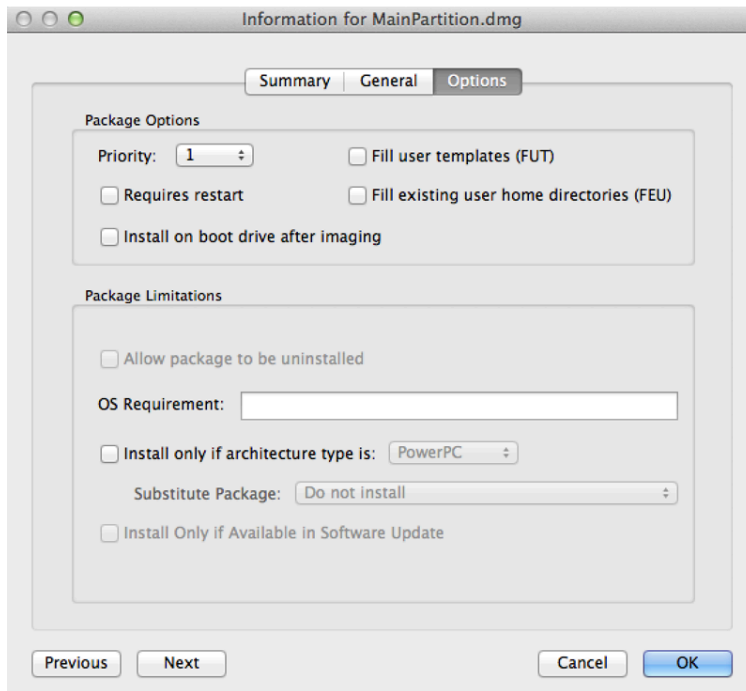 Information for MainPartition.dmg
Summary General Options
Package Options
Priority: 1 Fill user templates (FUT)
Requires restart Fill existing user home directories (FEU)
Install on boot drive after imaging
Package Limitations
Allow package to be uninstalled
OS Requirement:
Install only if architecture type is: PowerPC
Substitute Package: Do not install
Install Only if Available in Software Update
Previous Next Cancel OK